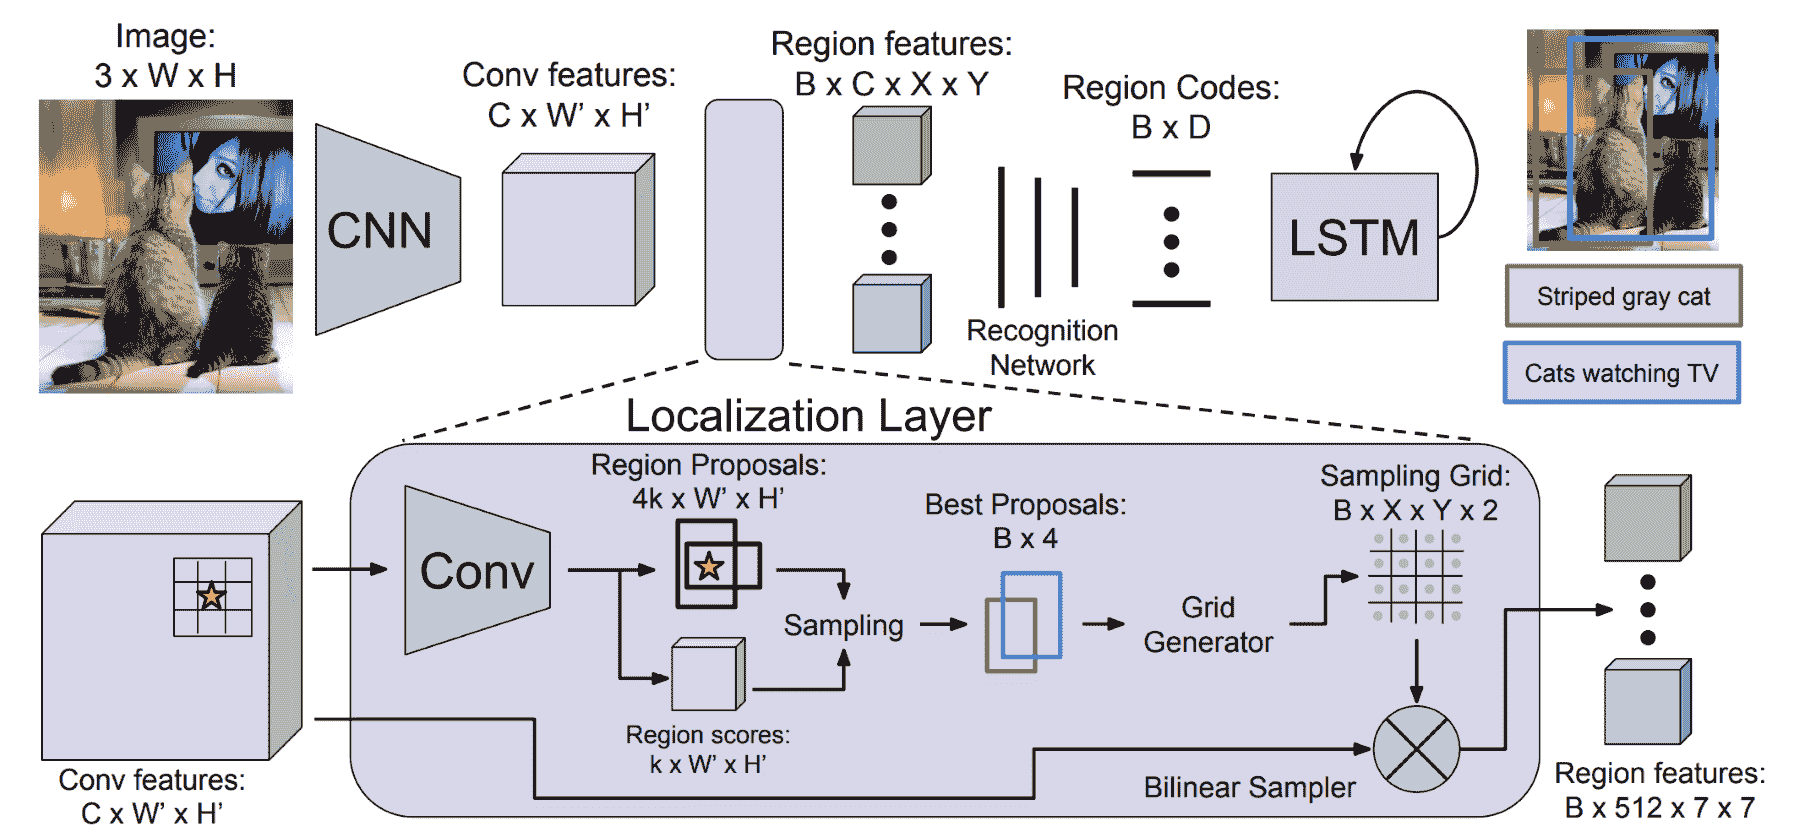 Image:
3 x W x H
Conv features:
C x W' x H'
Region features:
B x C x X x Y
Region Codes:
B x D
CNN
LSTM
Recognition
Network
Striped gray cat
Cats watching TV
Localization Layer
Region Proposals:
4k x W' x H'
Conv
Sampling
Region scores:
k x W' x H'
Best Proposals:
B x 4
Grid
Generator
Sampling Grid:
B x X x Y x 2
Bilinear Sampler
Conv features:
C x W' x H'
Region features:
B x 512 x 7 x 7